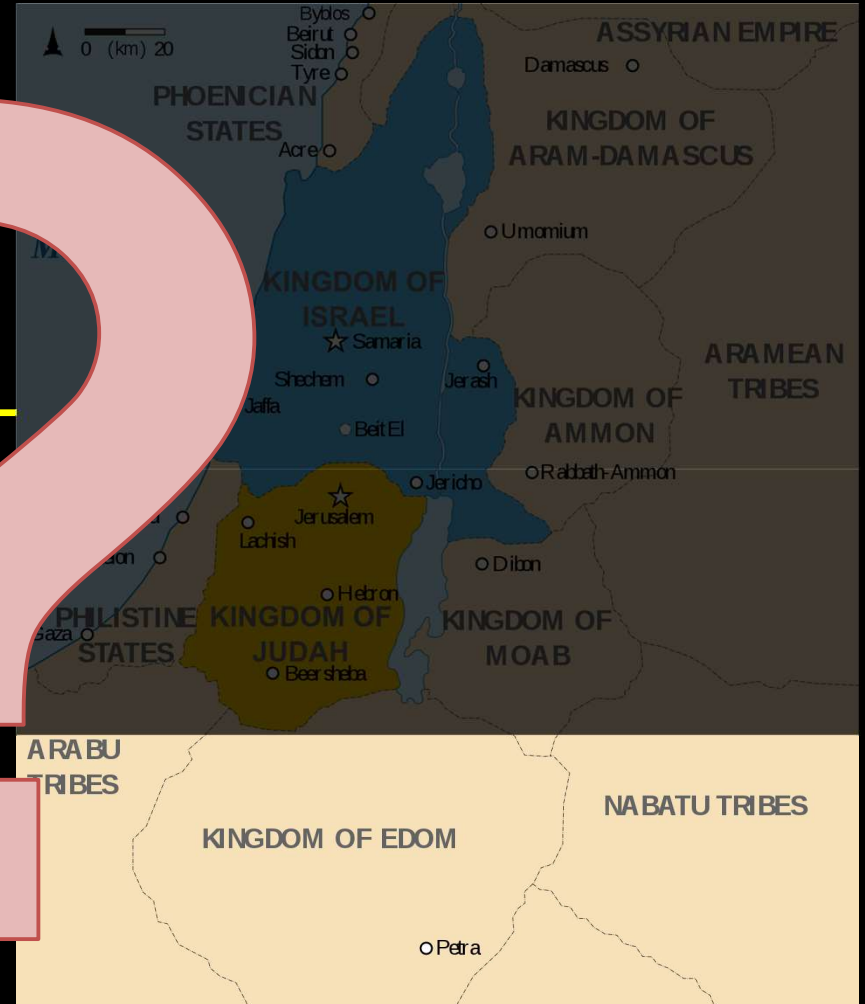 Byblos
Beirut
Sidon
Tyre
0 (km) 20
ASSYRIAN EMPIRE
Damascus
PHOENICIAN
STATES
KINGDOM OF
ARAM-DAMASCUS
Acre
Umomium
KINGDOM OF
ISRAEL
Samaria
ARAMEAN
TRIBES
Shechem
Jerash
Jaffa
KINGDOM OF
AMMON
Beit El
Rabbath-Ammon
Jericho
Jerusalem
Lachish
Dibon
Hebron
PHILISTINE
STATES
Gaza
KINGDOM OF
JUDAH
KINGDOM OF
MOAB
Beersheba
ARABU
TRIBES
NABATU TRIBES
KINGDOM OF EDOM
Petra